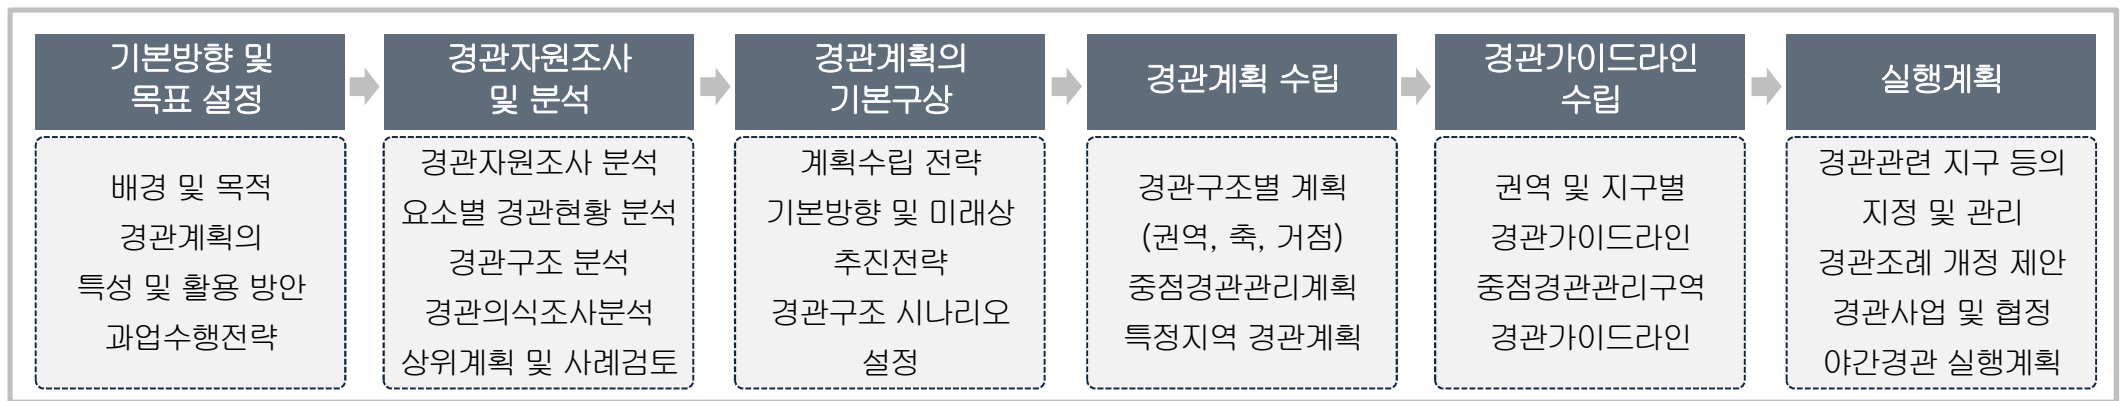 기본방향 및
목표 설정
배경 및 목적
경관계획의
특성 및 활용 방안
과업수행전략
경관자원조사
및 분석
경관자원조사 분석
요소별 경관현황 분석
경관구조 분석
경관의식조사분석
상위계획 및 사례검토
경관계획의
기본구상
계획수립 전략
기본방향 및 미래상
추진전략
경관구조 시나리오
설정
경관계획 수립
경관구조별 계획
(권역, 축, 거점)
중점경관관리계획
특정지역 경관계획
경관가이드라인
수립
권역 및 지구별
경관가이드라인
중점경관관리구역
경관가이드라인
실행계획
경관관련 지구 등의
지정 및 관리
경관조례 개정 제안
경관사업 및 협정
야간경관 실행계획